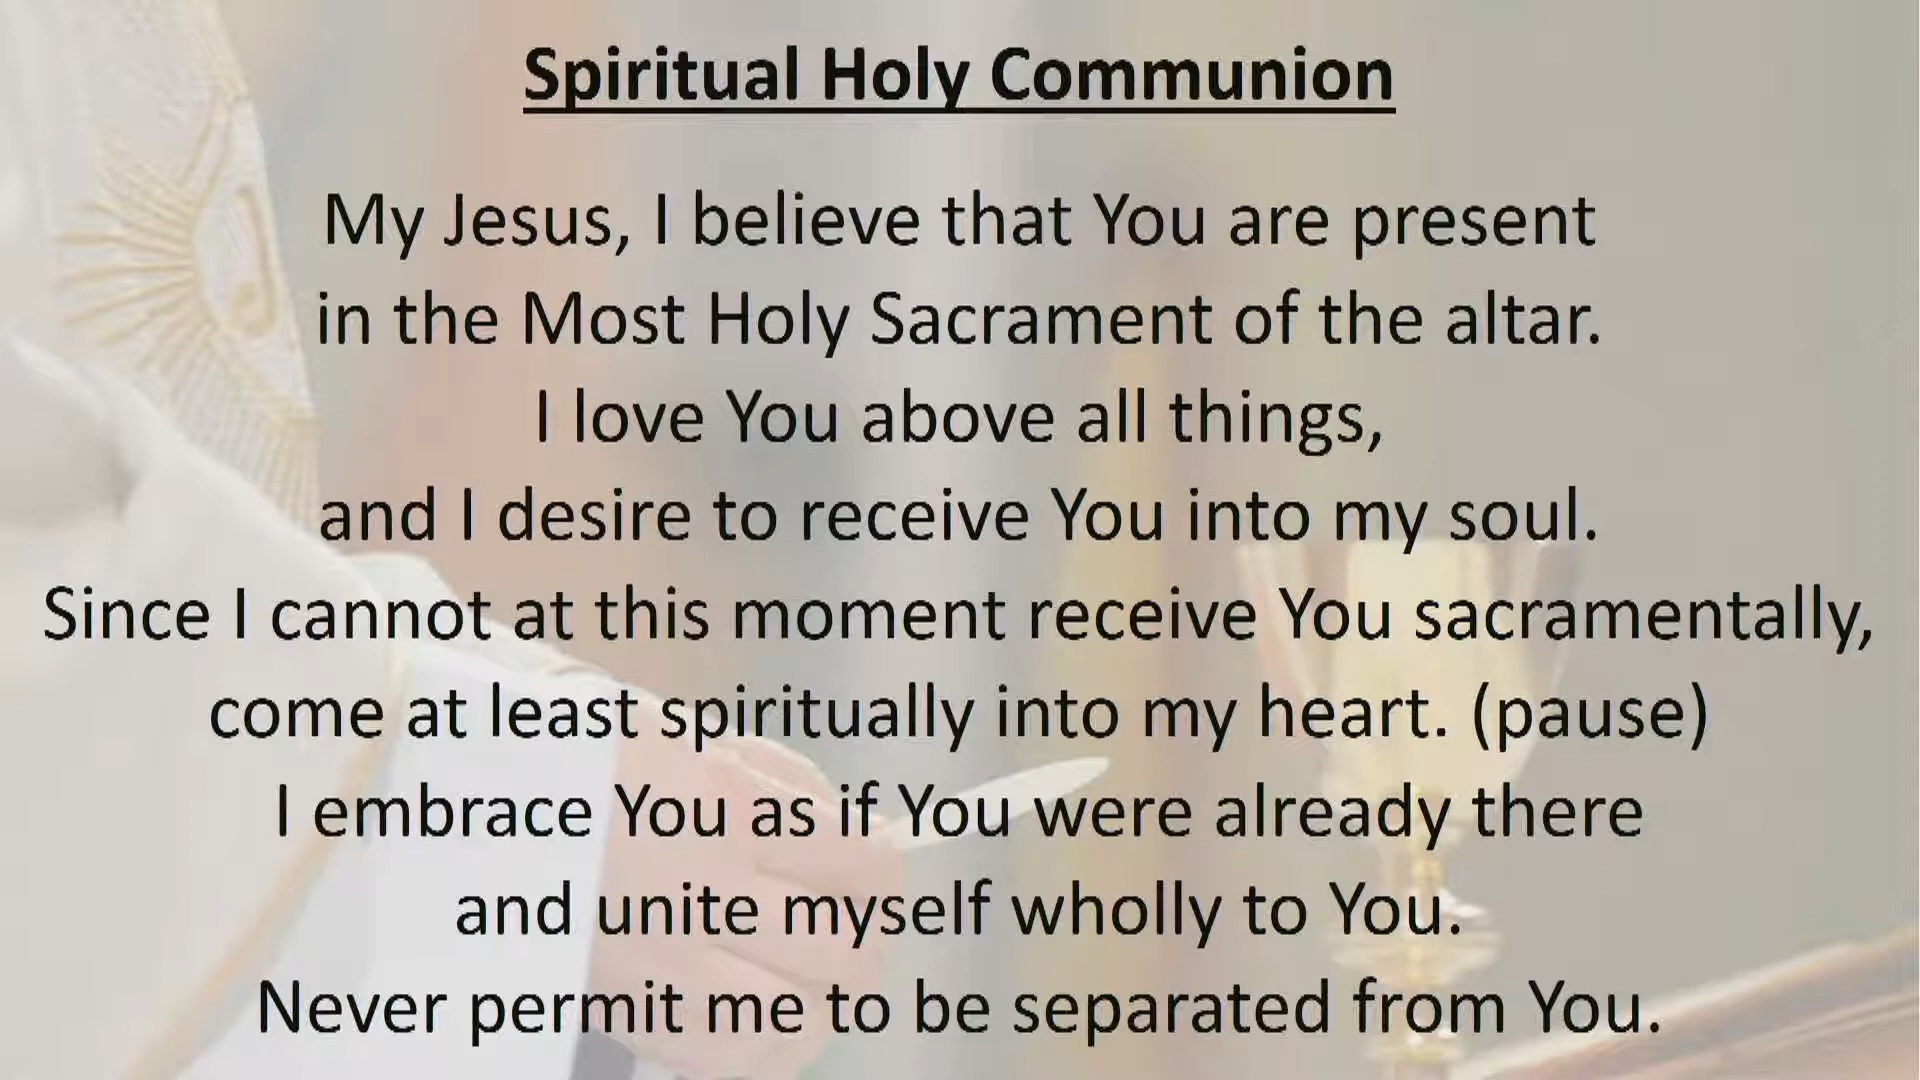 Spiritual Holy Communion
My Jesus, I believe that You are present
in the Most Holy Sacrament of the altar.
I love You above all things,
and I desire to receive You into my soul.
Since I cannot at this moment receive You sacramentally,
come at least spiritually into my heart. (pause)
I embrace You as if You were already there
and unite myself wholly to You.
Never permit me to be separated from You.